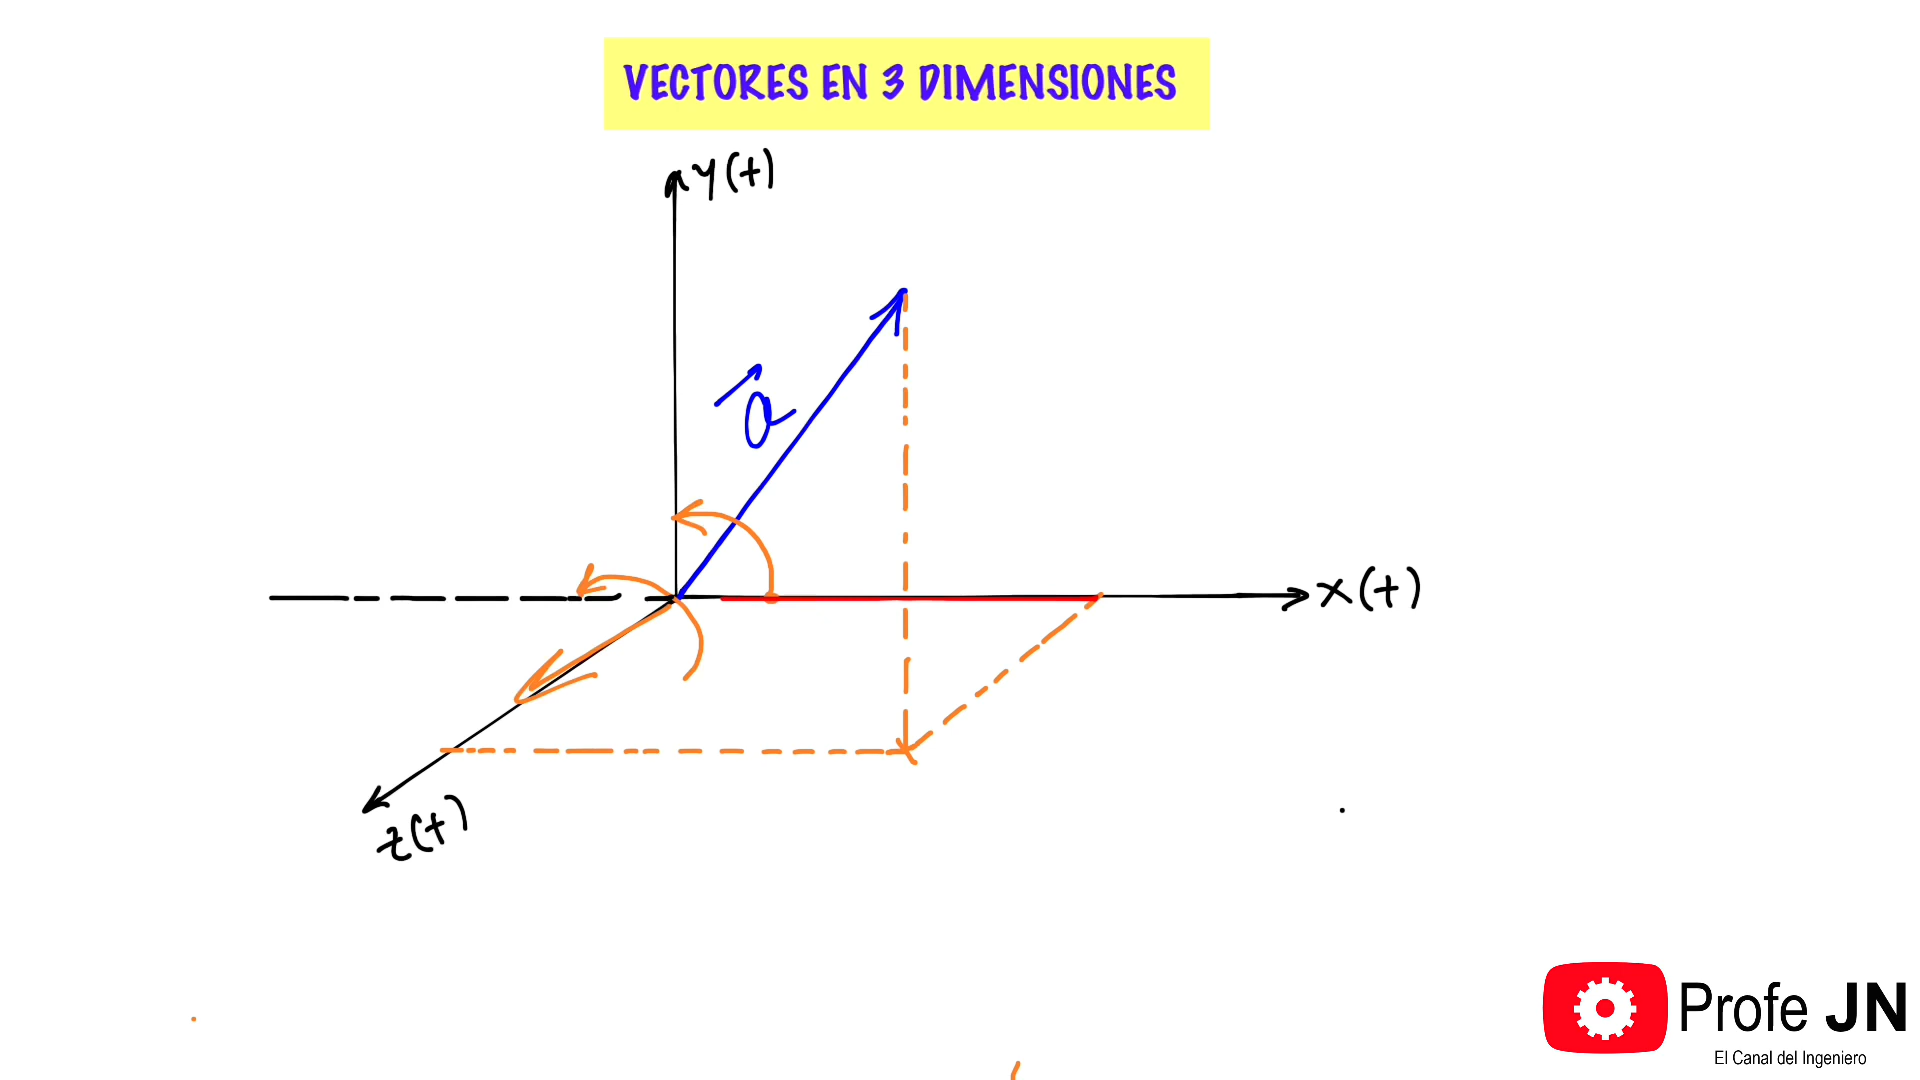 VECTORES EN 3 DIMENSIONES
y(+)
a
x(+)
z(+)
Profe JN
El Canal del Ingeniero